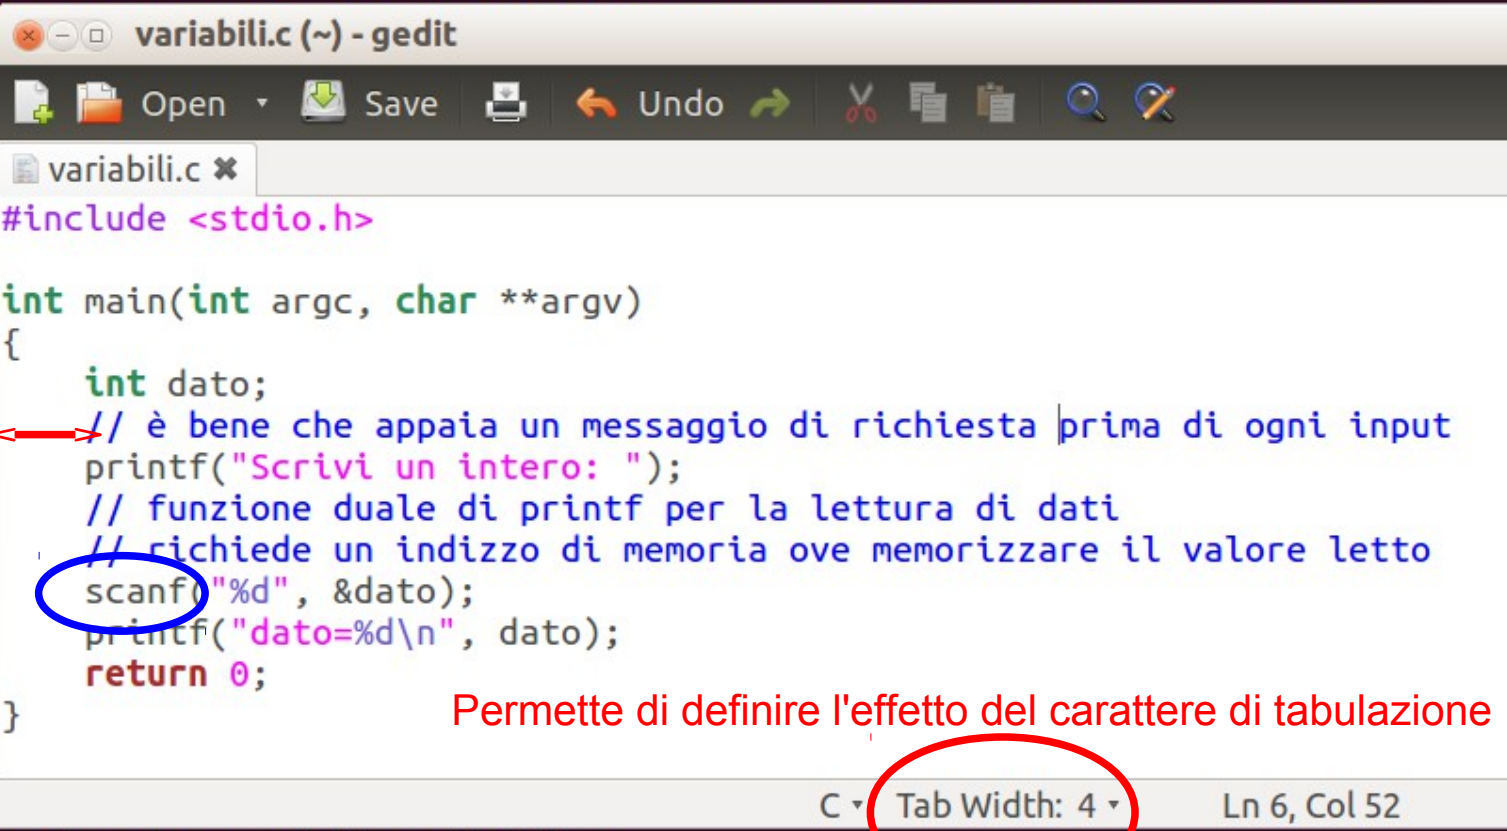 variabili.c (~) - gedit
Open Save Undo
variabili.c
#include <stdio.h>
int main(int argc, char **argv)
{
    int dato;
    // è bene che appaia un messaggio di richiesta prima di ogni input
    printf("Scrivi un intero: ");
    // funzione duale di printf per la lettura di dati
    // richiede un indizzo di memoria ove memorizzare il valore letto
    scanf("%d", &dato);
    printf("dato=%d\n", dato);
    return 0;
}
Permette di definire l'effetto del carattere di tabulazione
C Tab Width: 4 Ln 6, Col 52